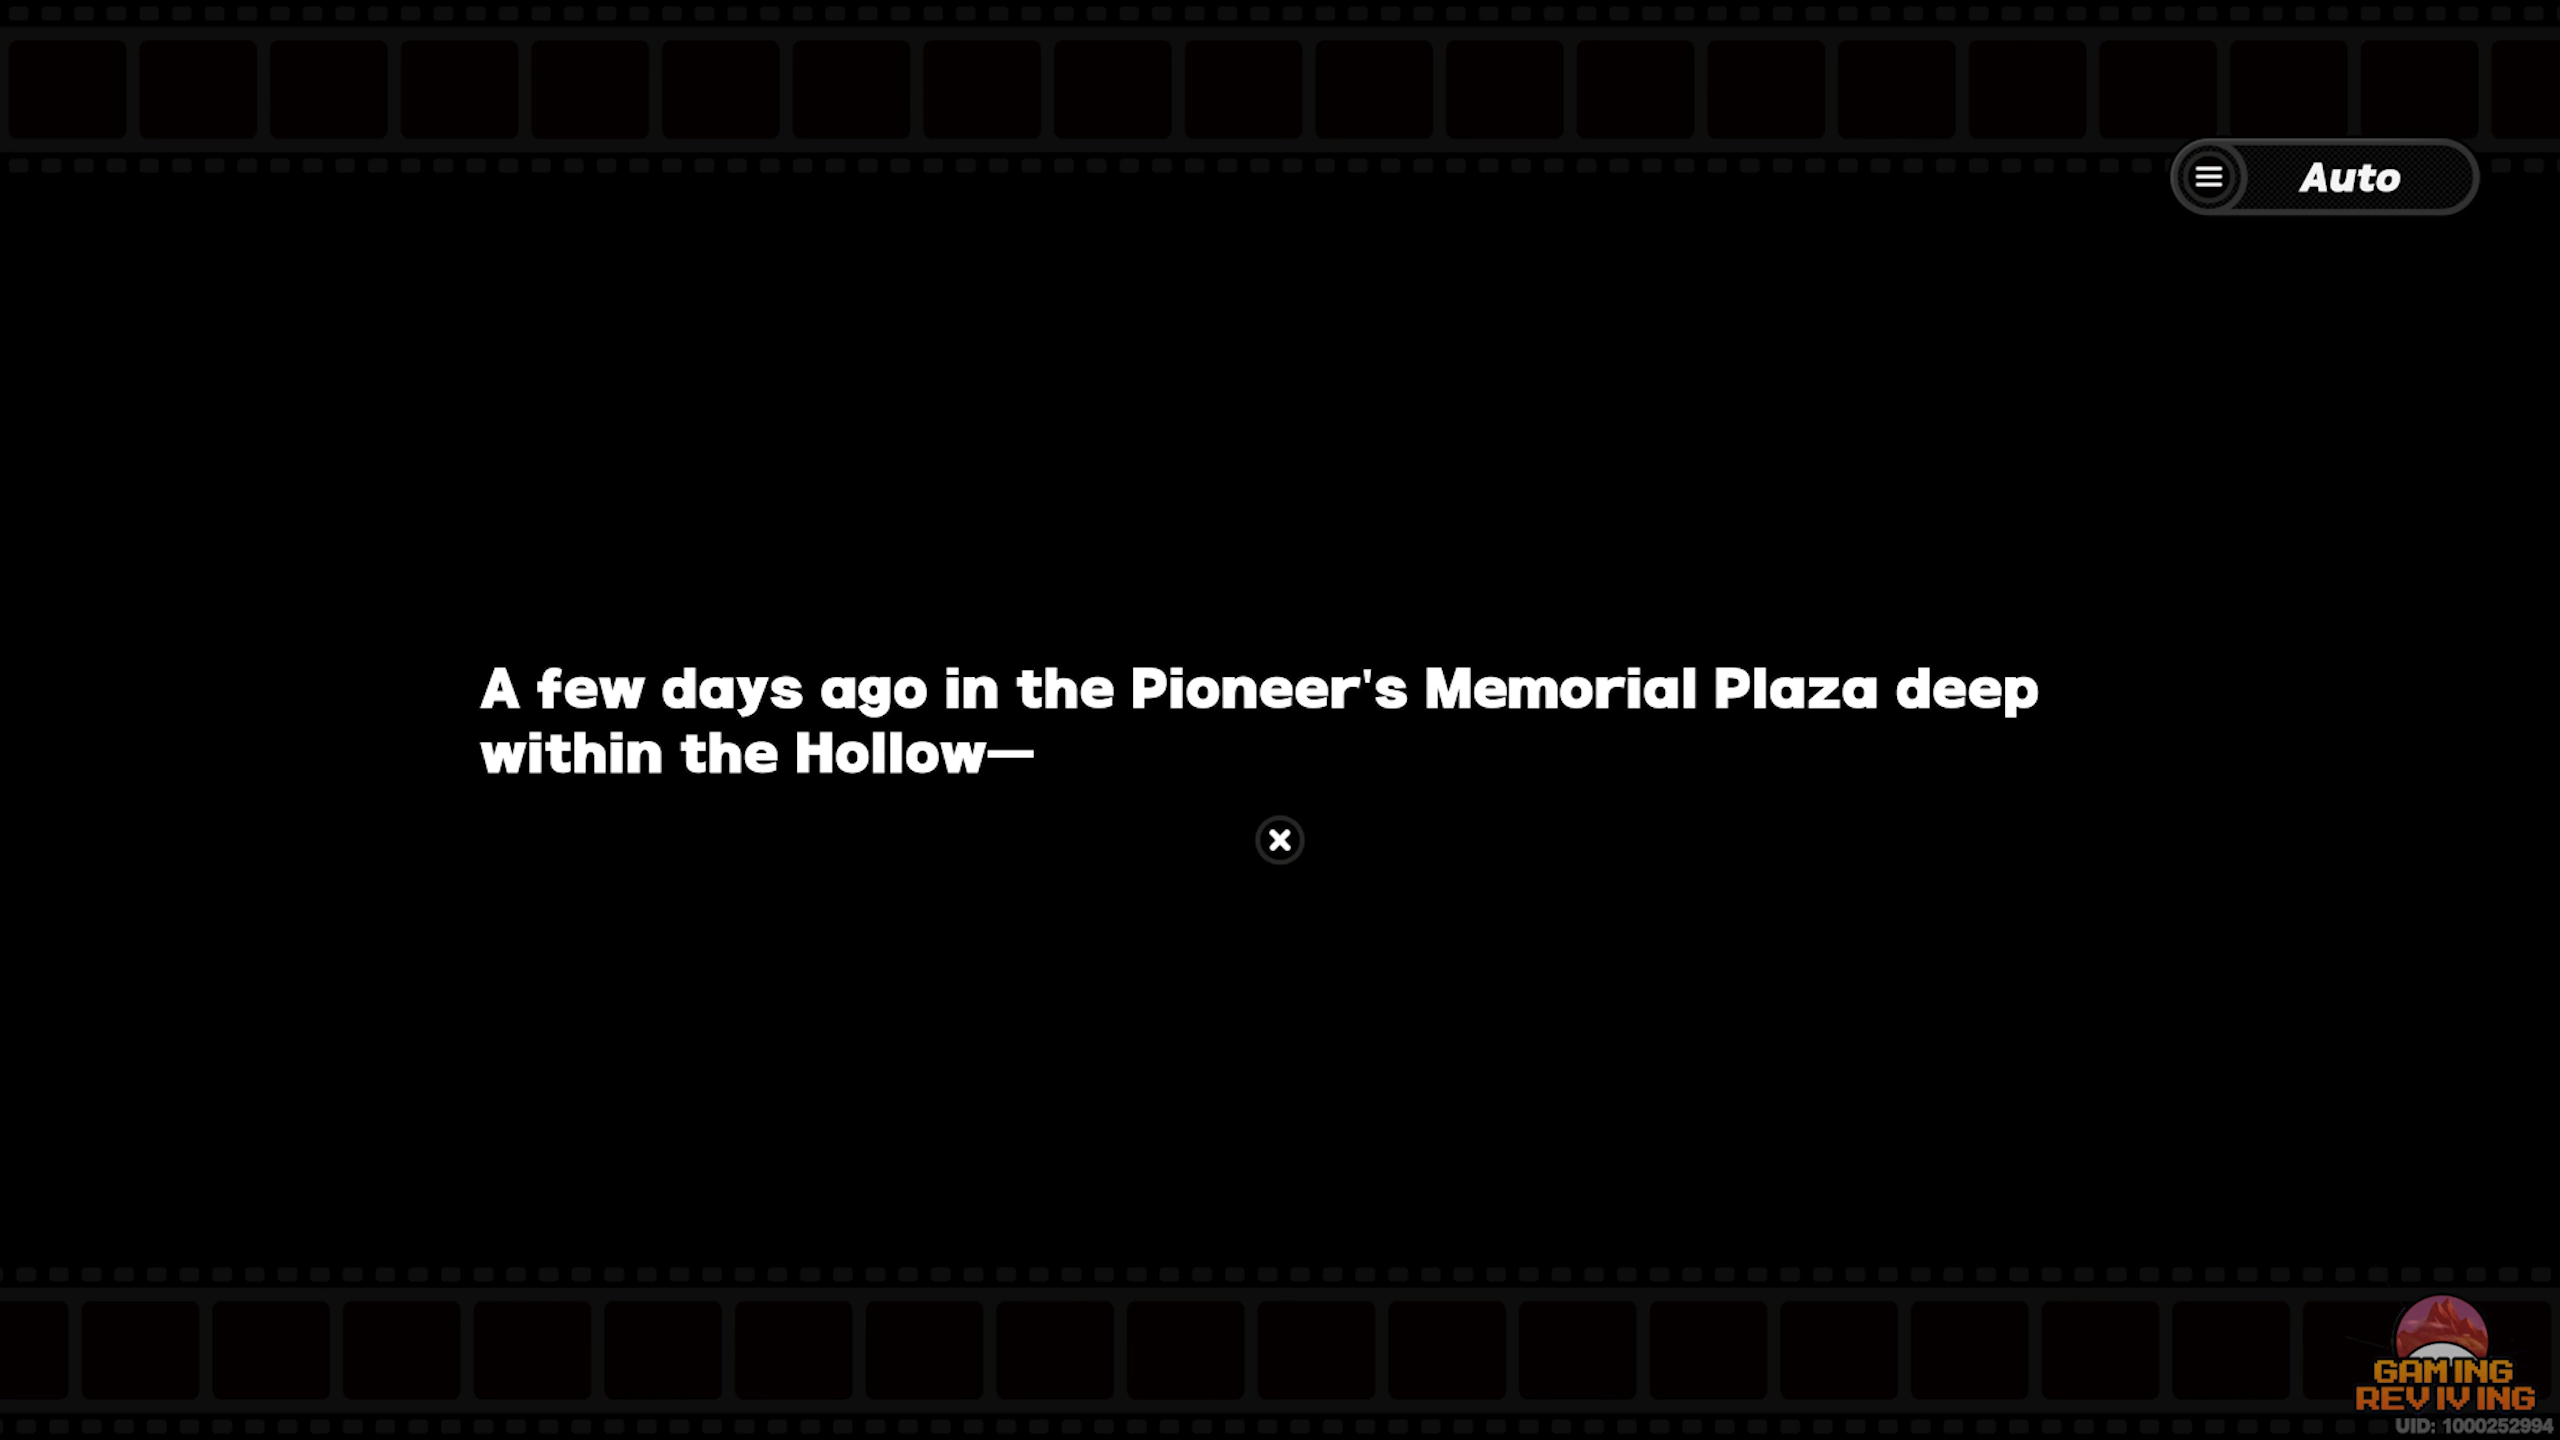 Auto
A few days ago in the Pioneer's Memorial Plaza deep
within the Hollow—
GAMING
REVIVING
UID: 1000252994